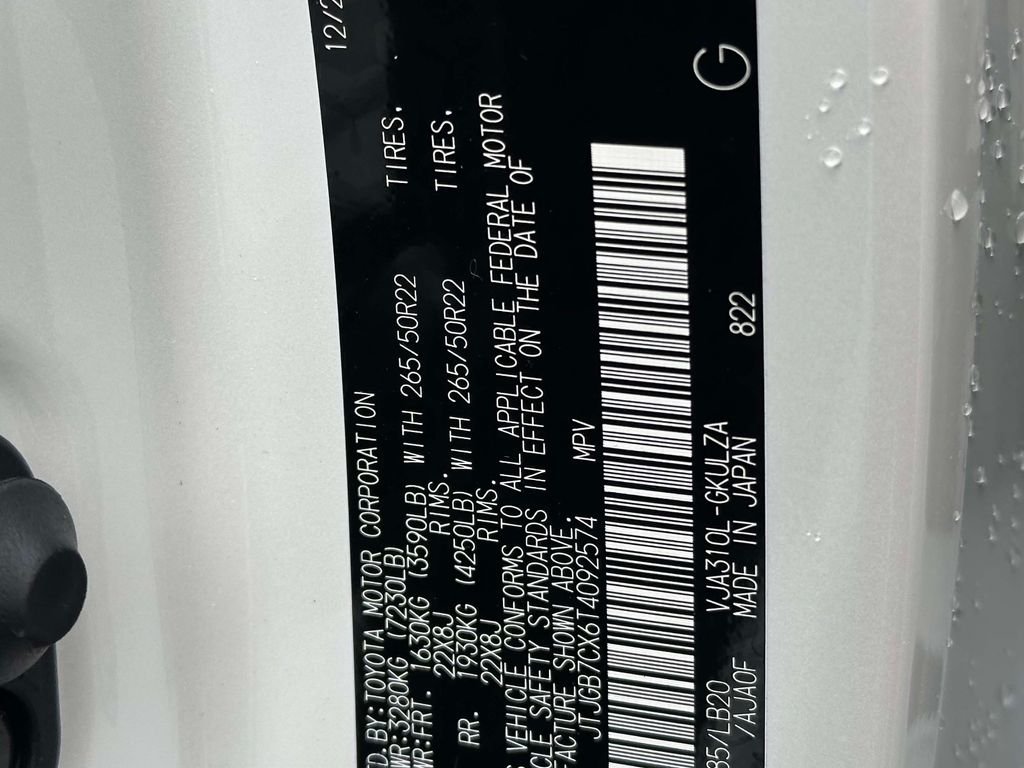 12/2
D.BY:TOYOTA MOTOR CORPORATION
WR:3280KG (7230LB)
WR:FRT. 1630KG (3590LB) WITH 265/50R22 TIRES,
22X8J RIMS.
RR. 1930KG (4250LB) WITH 265/50R22 TIRES,
22X8J RIMS.
S VEHICLE CONFORMS TO ALL APPLICABLE FEDERAL MOTOR
CLE SAFETY STANDARDS IN EFFECT ON THE DATE OF
FACTURE SHOWN ABOVE.
JTJGB7CX6T4092574 MPV
85/LB20 VJA310L-GKULZA 822 G
/AJA0F MADE IN JAPAN